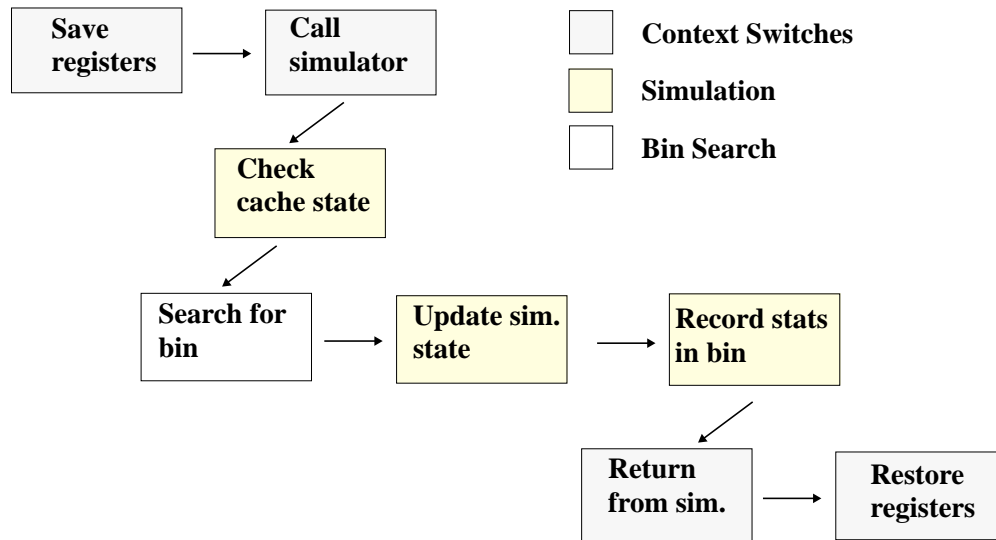 Save
registers
Call
simulator
Context Switches
Simulation
Bin Search
Check
cache state
Search for
bin
Update sim.
state
Record stats
in bin
Return
from sim.
Restore
registers